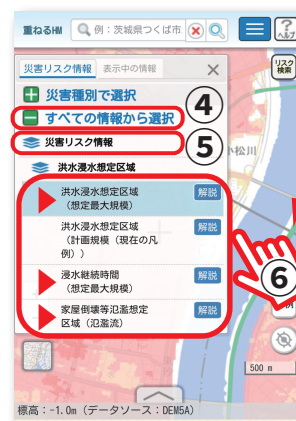 重ねるHM 例：茨城県つくば市 ? ヘルプ
災害リスク情報 表示中の情報 ×
リスク
検索
災害種別で選択
④
すべての情報から選択
災害リスク情報
⑤
小松川
洪水浸水想定区域
洪水浸水想定区域 解説
（想定最大規模）
洪水浸水想定区域 解説
（計画規模（現在の凡
例））
浸水継続時間 解説
（想定最大規模）
⑥
家屋倒壊等氾濫想定 解説
区域（氾濫流）
500 m
標高：-1.0m（データソース：DEM5A）